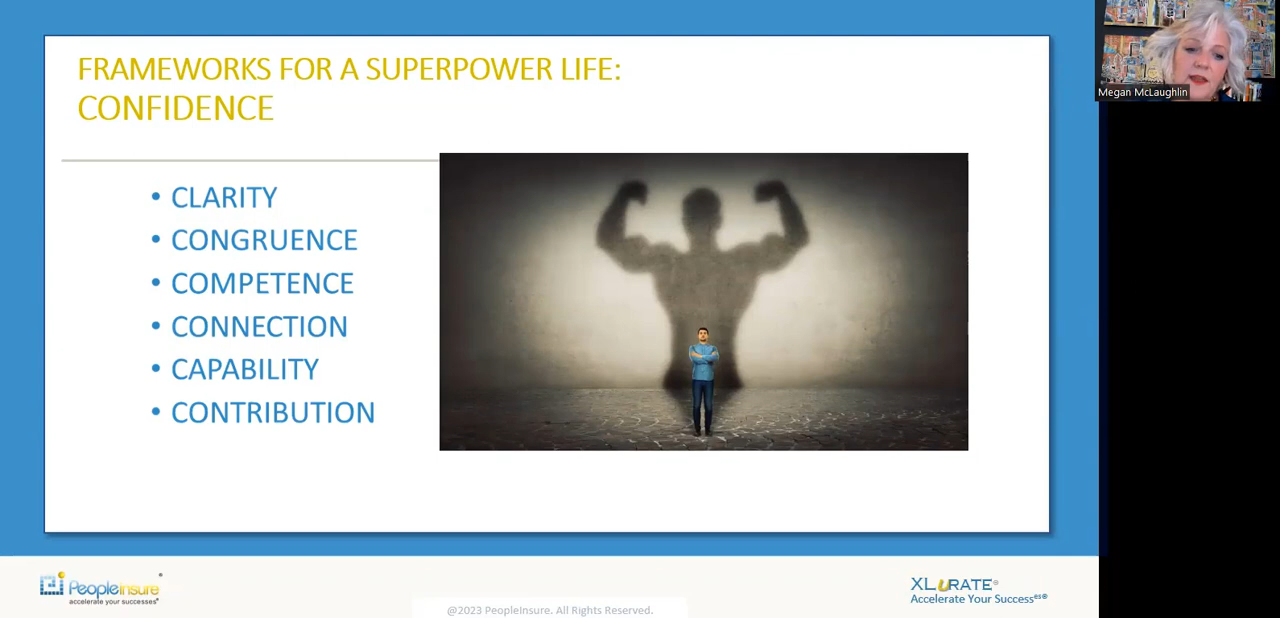 FRAMEWORKS FOR A SUPERPOWER LIFE:
CONFIDENCE
• CLARITY
• CONGRUENCE
• COMPETENCE
• CONNECTION
• CAPABILITY
• CONTRIBUTION
Megan McLaughlin
PeopleInsure®
accelerate your successes®
@2023 PeopleInsure. All Rights Reserved.
XLURATE®
Accelerate Your Success^es®